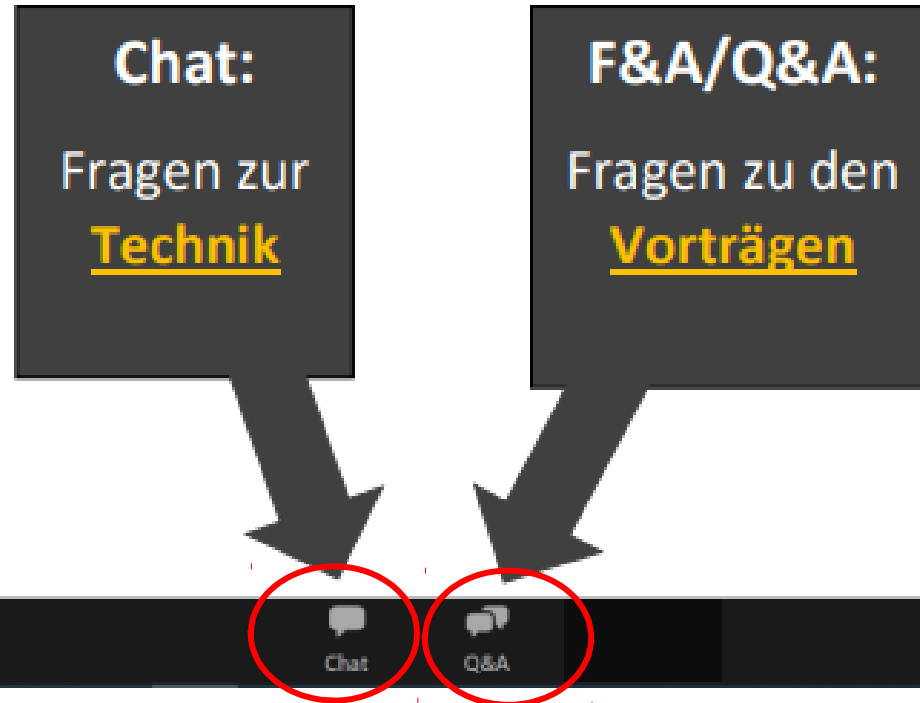 Chat:
Fragen zur
Technik
F&A/Q&A:
Fragen zu den
Vorträgen
Chat
Q&A